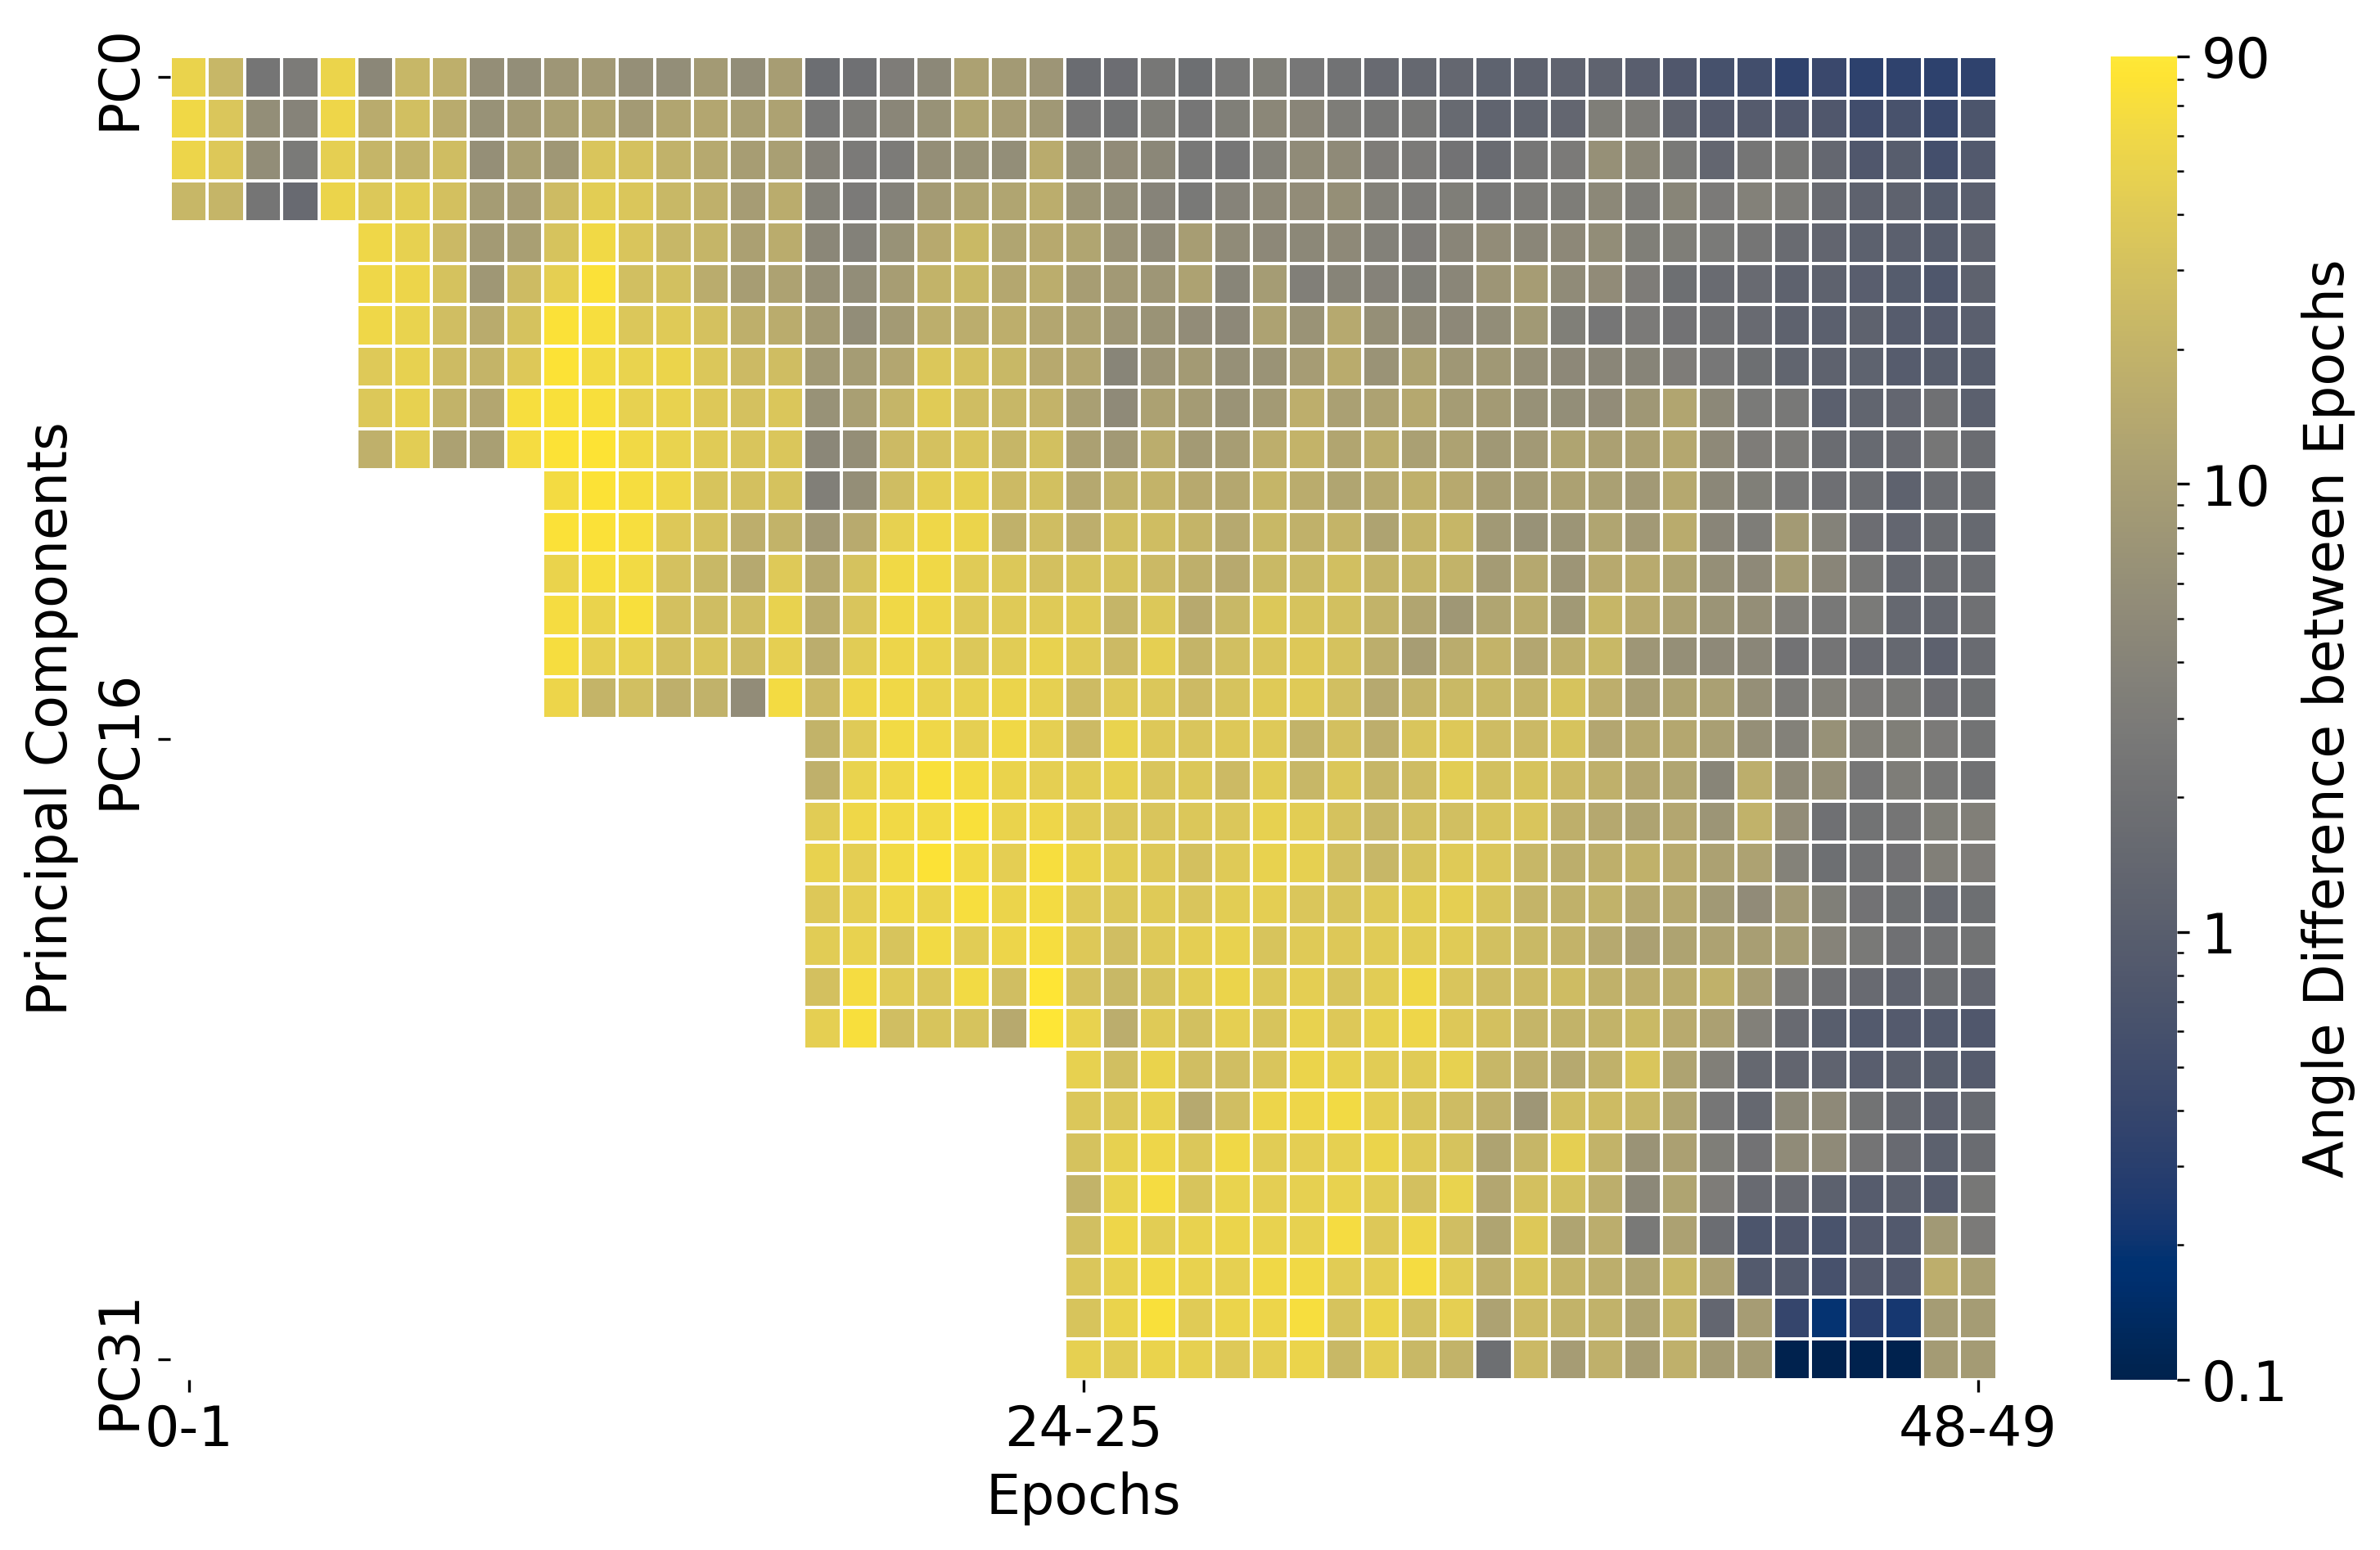 Principal Components
PC0
PC16
PC31
0-1
24-25
48-49
Epochs
90
10
1
0.1
Angle Difference between Epochs